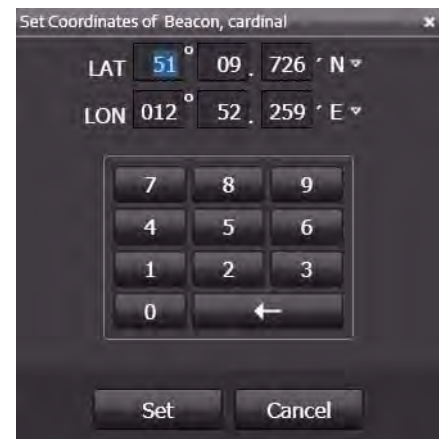 Set Coordinates of Beacon, cardinal ×
LAT 51 ° 09 . 726 ′ N ▿
LON 012 ° 52 . 259 ′ E ▿
7 8 9
4 5 6
1 2 3
0 ←
Set Cancel